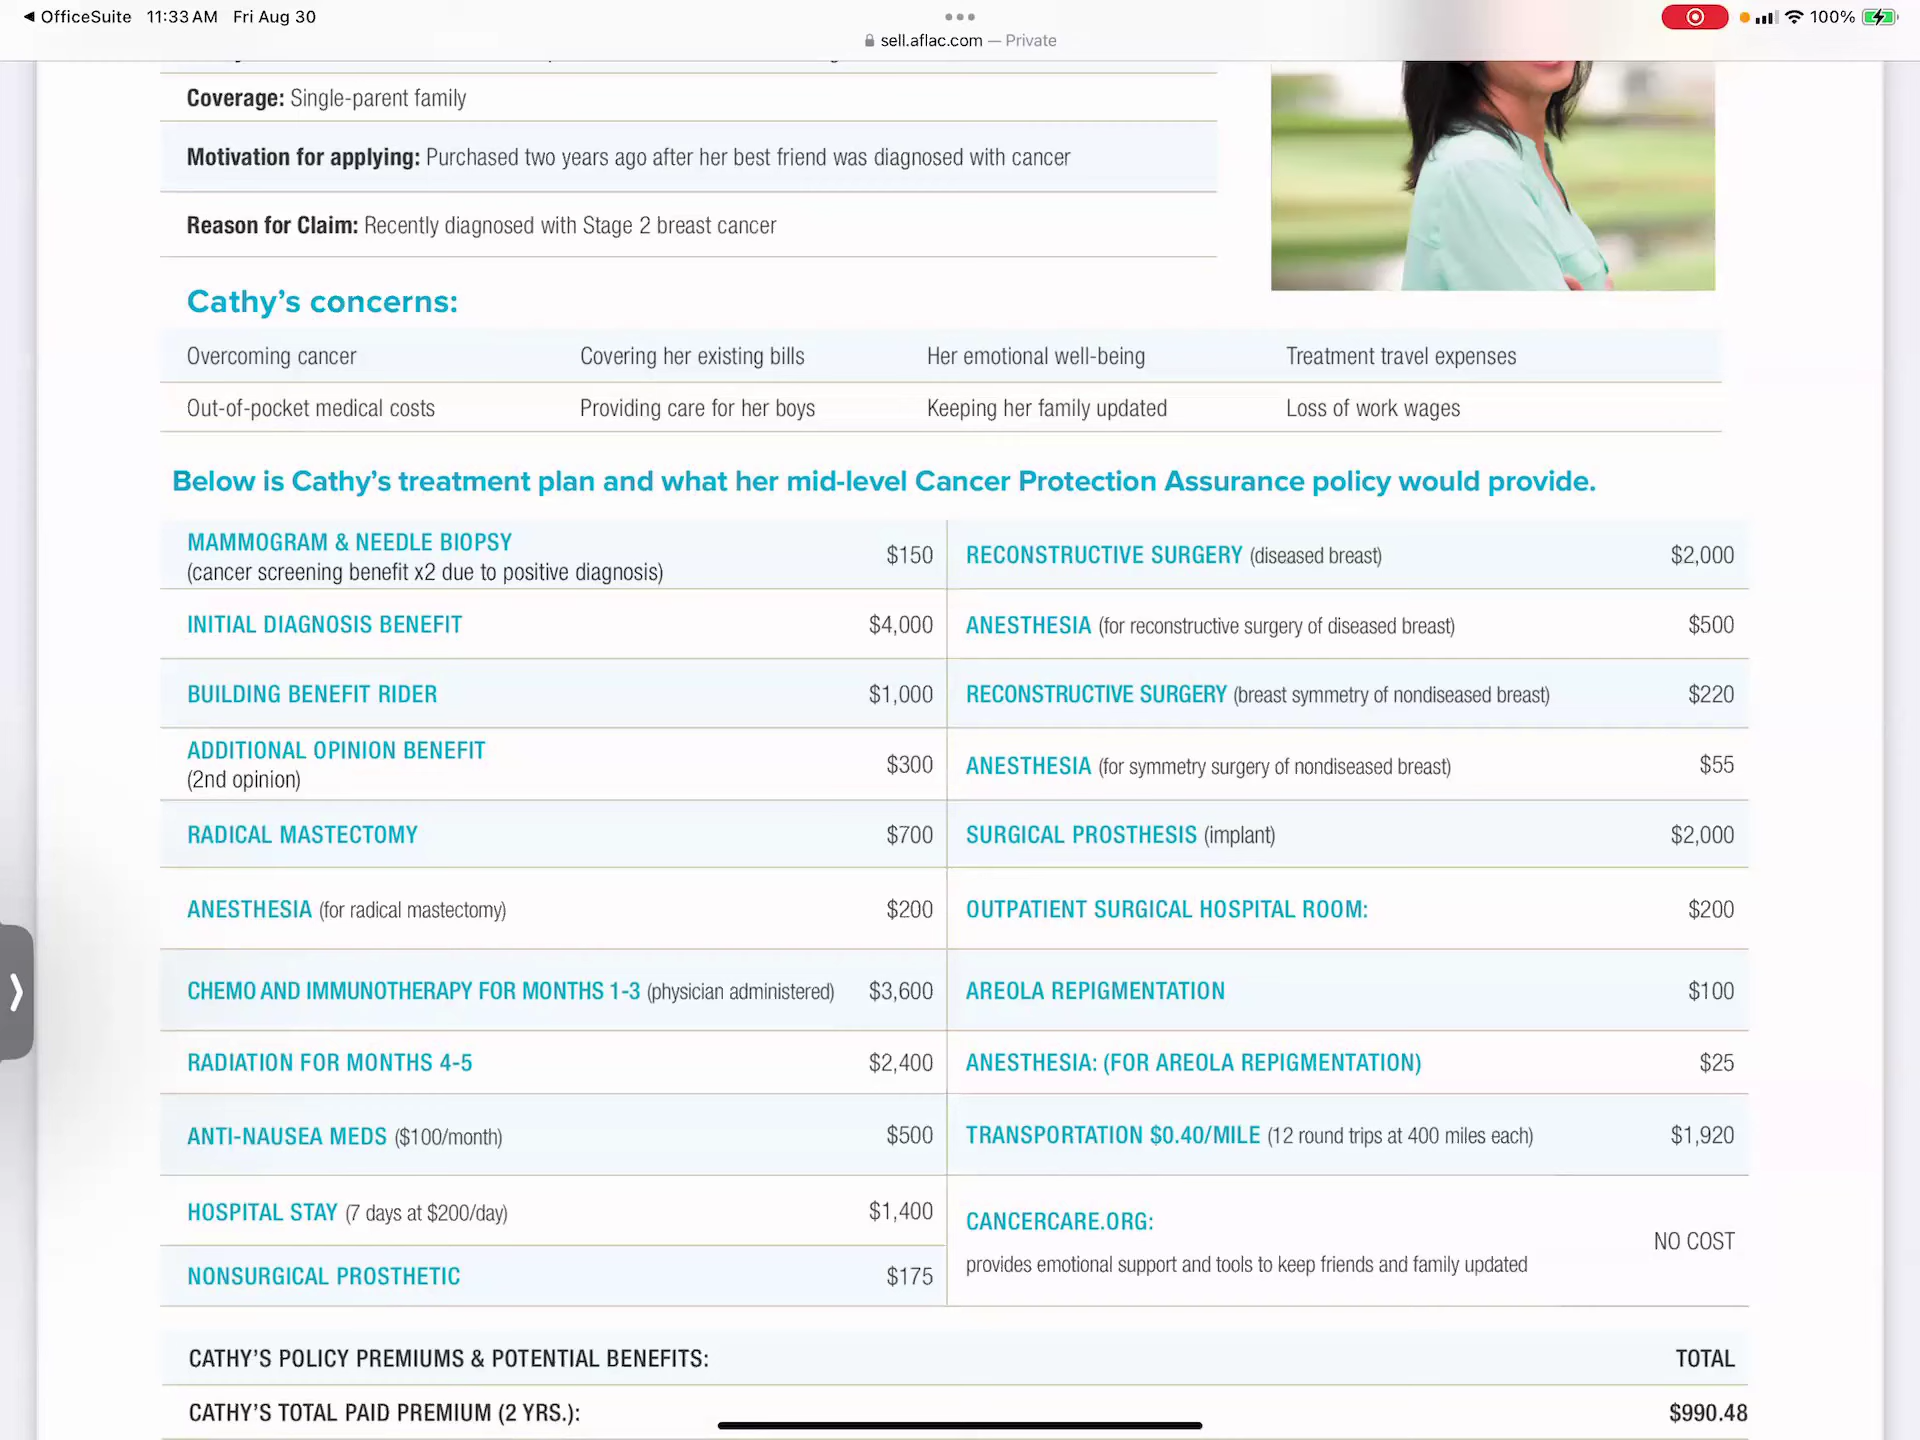 ◀ OfficeSuite 11:33 AM Fri Aug 30
100%
sell.aflac.com — Private
Coverage: Single-parent family
Motivation for applying: Purchased two years ago after her best friend was diagnosed with cancer
Reason for Claim: Recently diagnosed with Stage 2 breast cancer
Cathy’s concerns:
Overcoming cancer Covering her existing bills Her emotional well-being Treatment travel expenses
Out-of-pocket medical costs Providing care for her boys Keeping her family updated Loss of work wages
Below is Cathy’s treatment plan and what her mid-level Cancer Protection Assurance policy would provide.
MAMMOGRAM & NEEDLE BIOPSY
(cancer screening benefit x2 due to positive diagnosis) $150
INITIAL DIAGNOSIS BENEFIT $4,000
BUILDING BENEFIT RIDER $1,000
ADDITIONAL OPINION BENEFIT
(2nd opinion) $300
RADICAL MASTECTOMY $700
ANESTHESIA (for radical mastectomy) $200
CHEMO AND IMMUNOTHERAPY FOR MONTHS 1-3 (physician administered) $3,600
RADIATION FOR MONTHS 4-5 $2,400
ANTI-NAUSEA MEDS ($100/month) $500
HOSPITAL STAY (7 days at $200/day) $1,400
NONSURGICAL PROSTHETIC $175
RECONSTRUCTIVE SURGERY (diseased breast) $2,000
ANESTHESIA (for reconstructive surgery of diseased breast) $500
RECONSTRUCTIVE SURGERY (breast symmetry of nondiseased breast) $220
ANESTHESIA (for symmetry surgery of nondiseased breast) $55
SURGICAL PROSTHESIS (implant) $2,000
OUTPATIENT SURGICAL HOSPITAL ROOM: $200
AREOLA REPIGMENTATION $100
ANESTHESIA: (FOR AREOLA REPIGMENTATION) $25
TRANSPORTATION $0.40/MILE (12 round trips at 400 miles each) $1,920
CANCERCARE.ORG:
provides emotional support and tools to keep friends and family updated NO COST
CATHY’S POLICY PREMIUMS & POTENTIAL BENEFITS: TOTAL
CATHY’S TOTAL PAID PREMIUM (2 YRS.): $990.48